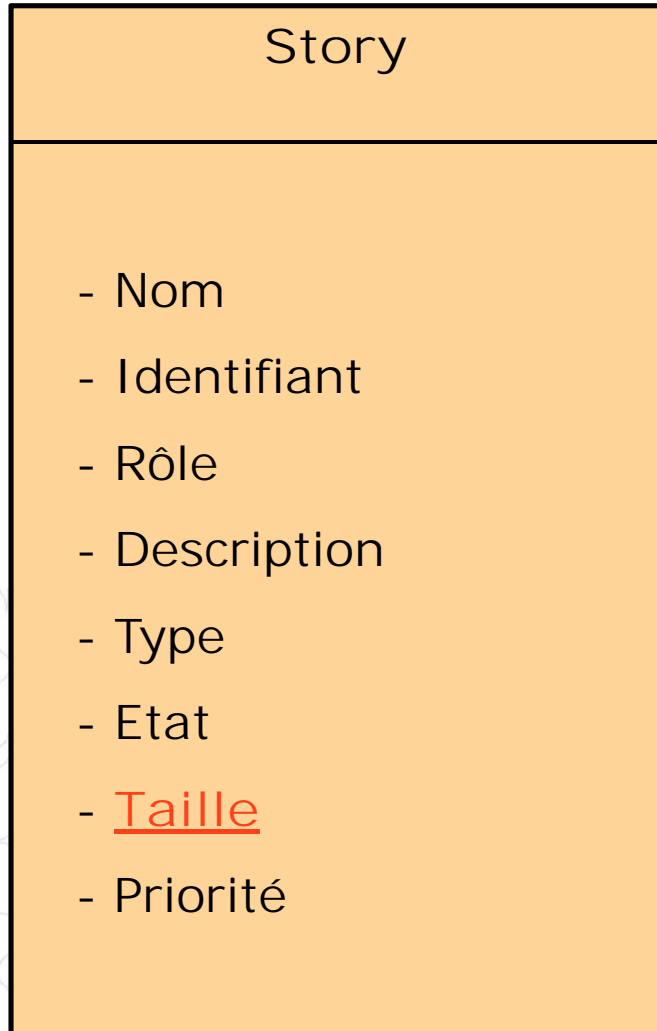 Story
- Nom
- Identifiant
- Rôle
- Description
- Type
- Etat
- Taille
- Priorité